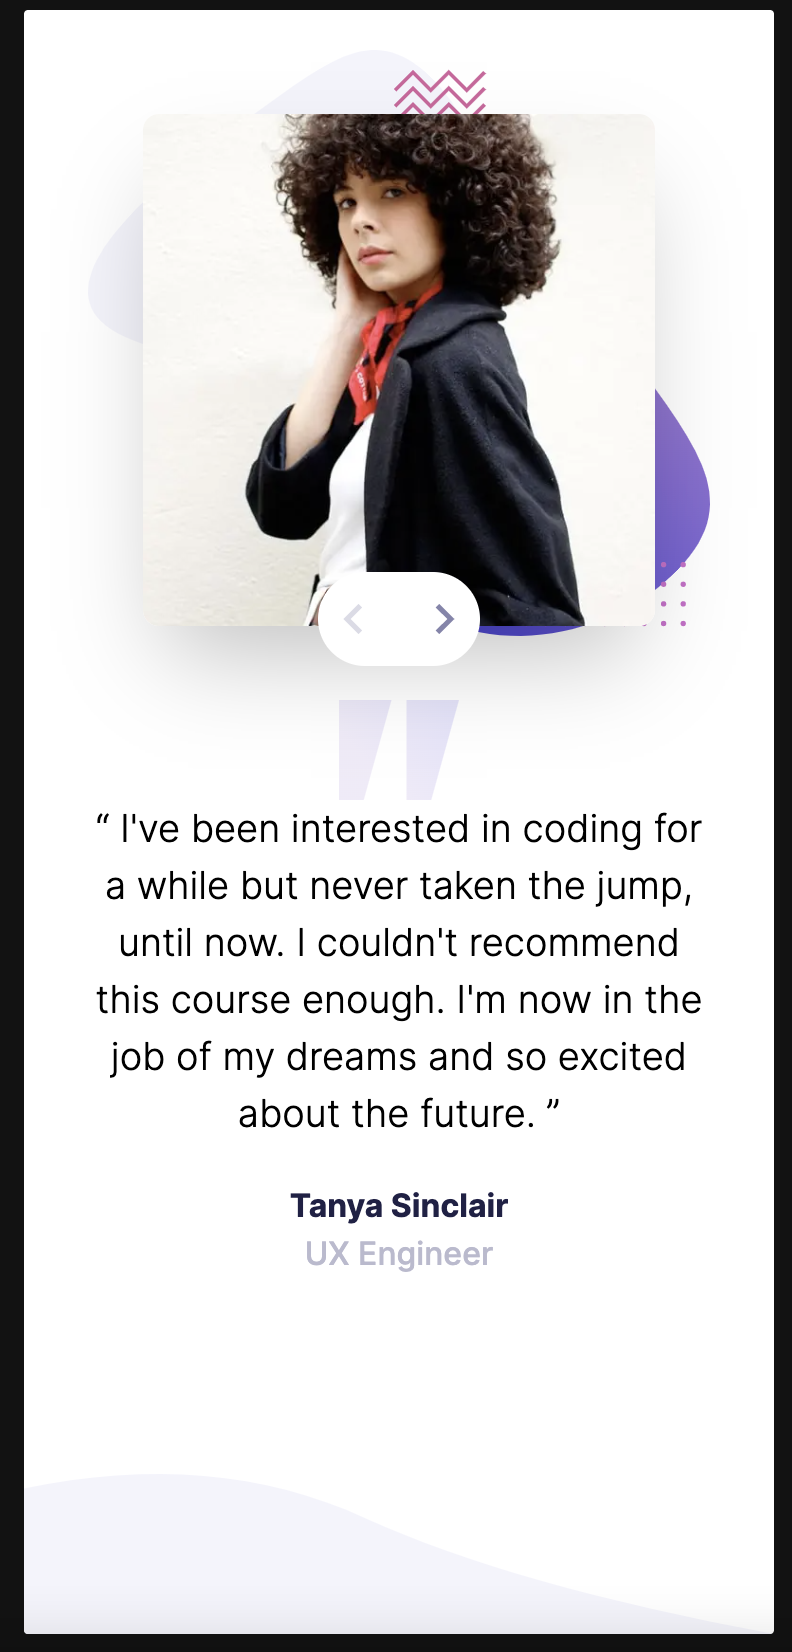 “ I've been interested in coding for
a while but never taken the jump,
until now. I couldn't recommend
this course enough. I'm now in the
job of my dreams and so excited
about the future. ”
Tanya Sinclair
UX Engineer